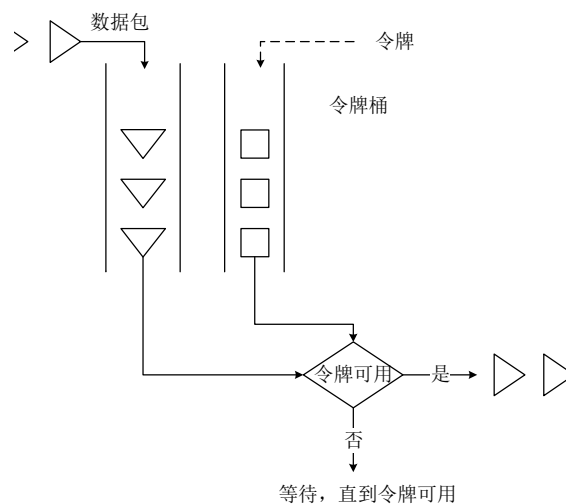 数据包
令牌
令牌桶
令牌可用
是
否
等待，直到令牌可用